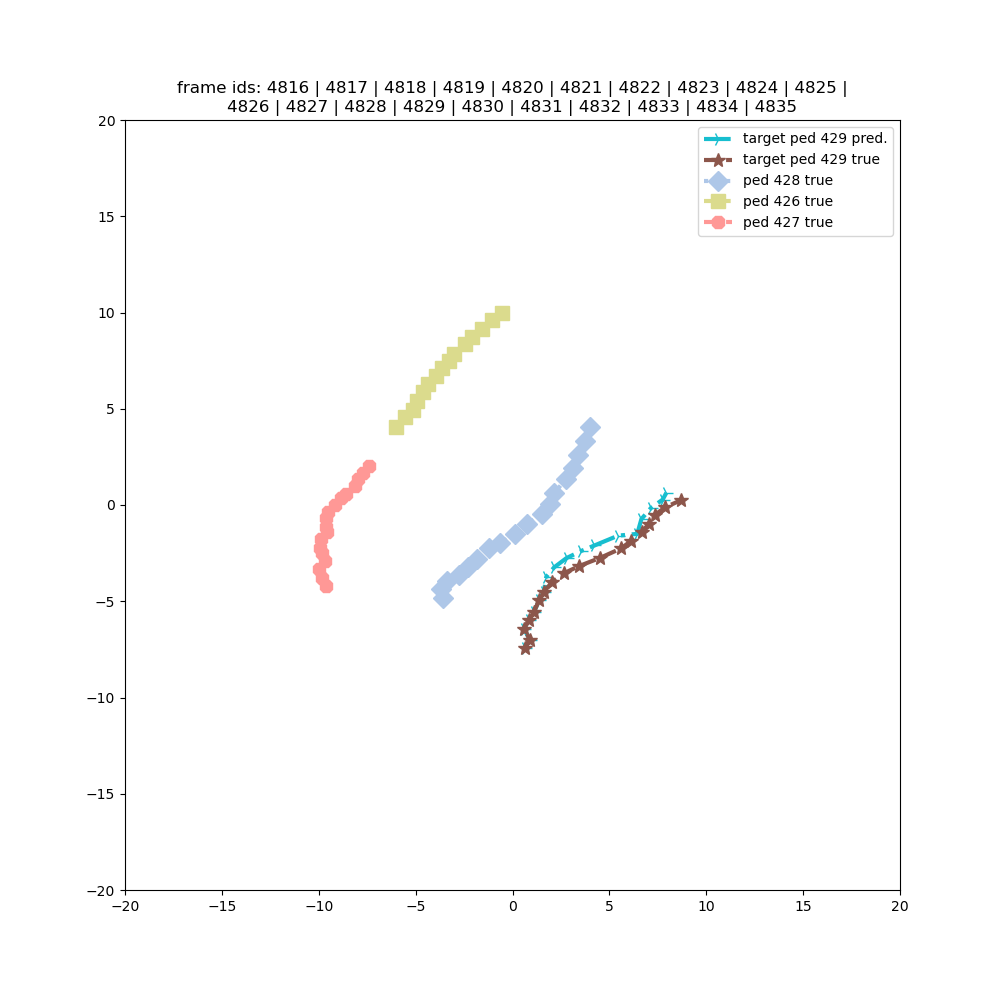 frame ids: 4816 | 4817 | 4818 | 4819 | 4820 | 4821 | 4822 | 4823 | 4824 | 4825 |
4826 | 4827 | 4828 | 4829 | 4830 | 4831 | 4832 | 4833 | 4834 | 4835
target ped 429 pred.
target ped 429 true
ped 428 true
ped 426 true
ped 427 true
20
15
10
5
0
−5
−10
−15
−20
−20 −15 −10 −5 0 5 10 15 20